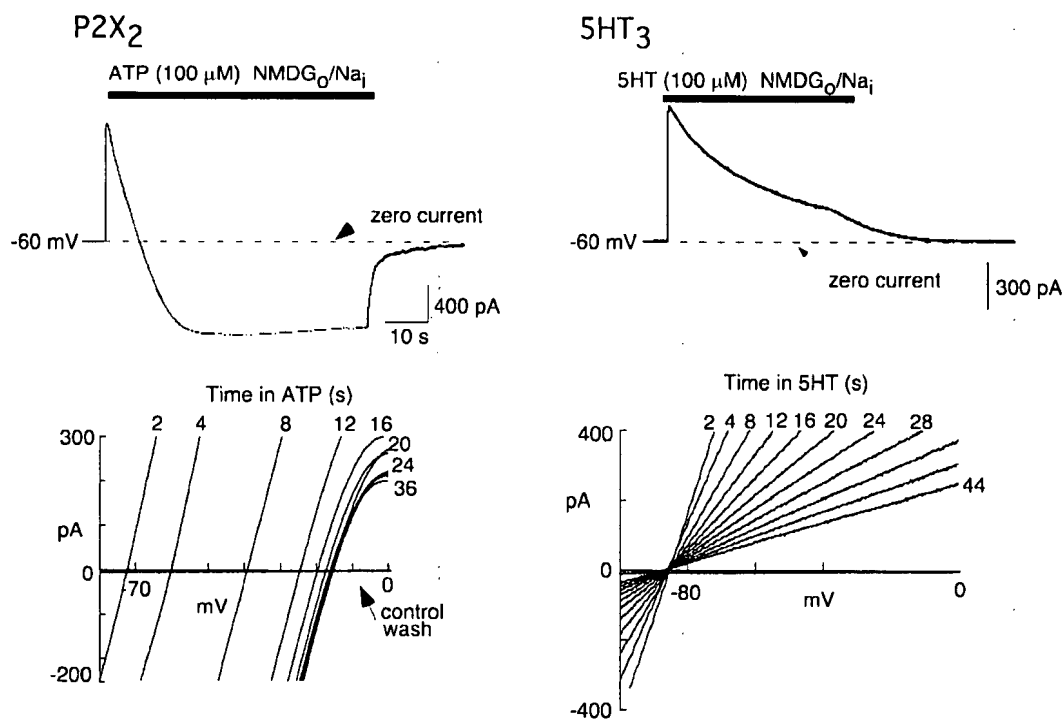 P2X2
ATP (100 μM) NMDGO/Nai
zero current
-60 mV
400 pA
10 s
5HT3
5HT (100 μM) NMDGO/Nai
-60 mV
zero current
300 pA
Time in ATP (s)
2 4 8 12 16
20
24
36
300
pA
0
-200
-70
mV
0
control
wash
Time in 5HT (s)
2 4 8 12 16 20 24 28
44
400
pA
0
-400
-80
mV
0